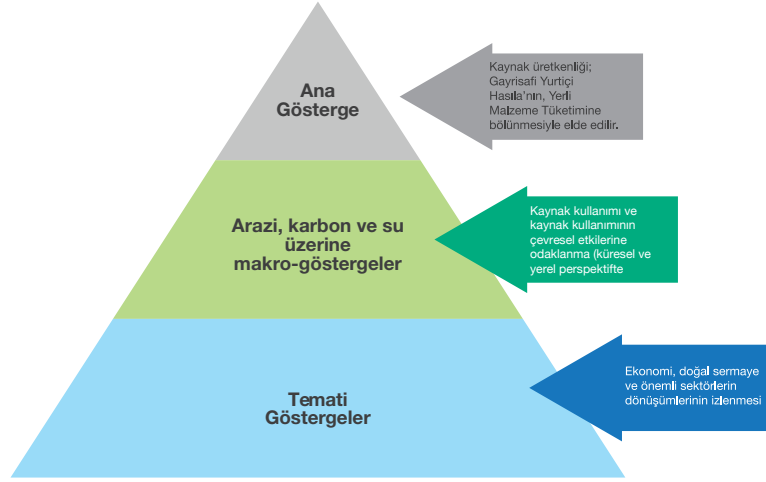 Ana
Gösterge
Kaynak üretkenliği;
Gayrisafi Yurtiçi
Hasıla’nın, Yerli
Malzeme Tüketimine
bölünmesiyle elde edilir.
Arazi, karbon ve su
üzerine
makro-göstergeler
Kaynak kullanımı ve
kaynak kullanımının
çevresel etkilerine
odaklanma (küresel ve
yerel perspektifte
Temati
Göstergeler
Ekonomi, doğal sermaye
ve önemli sektörlerin
dönüşümlerinin izlenmesi